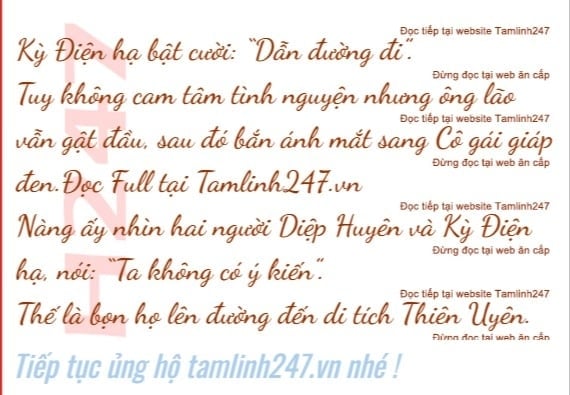 Đọc tiếp tại website Tamlinh247
Kỳ Điện hạ bật cười: “Dẫn đường đi”.
Đừng đọc tại web ăn cắp
Tuy không cam tâm tình nguyện nhưng ông lão
Đọc tiếp tại website Tamlinh247
vẫn gật đầu, sau đó bắn ánh mắt sang Cô gái giáp
Đừng đọc tại web ăn cắp
đen.Đọc Full tại Tamlinh247.vn
Đọc tiếp tại website Tamlinh247
Nàng ấy nhìn hai người Diệp Huyên và Kỳ Điện
Đừng đọc tại web ăn cắp
hạ, nói: “Ta không có ý kiến”.
Đọc tiếp tại website Tamlinh247
Thế là bọn họ lên đường đến di tích Thiên Uyên.
Đừng đọc tại web ăn cắp
Tiếp tục ủng hộ tamlinh247.vn nhé !
H247